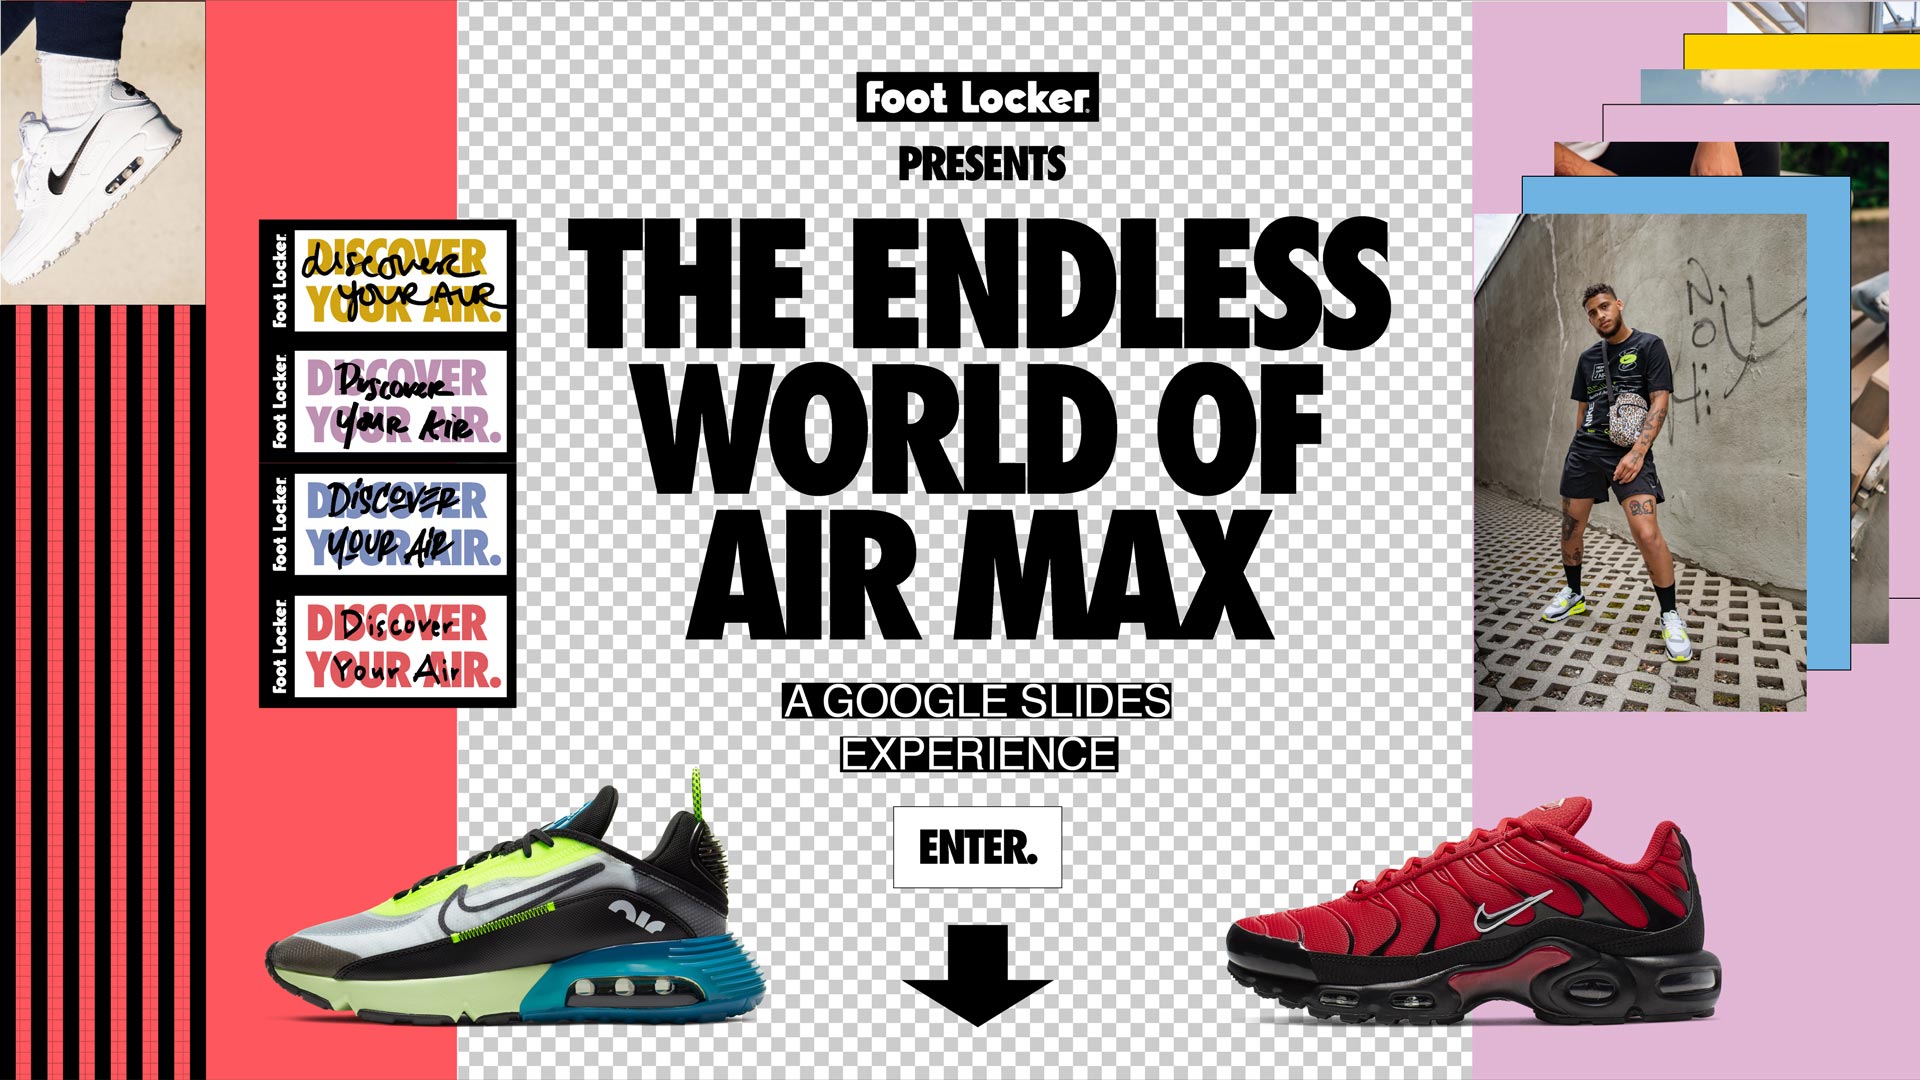 Foot Locker
PRESENTS
THE ENDLESS
WORLD OF
AIR MAX
A GOOGLE SLIDES
EXPERIENCE
ENTER.
Foot Locker
DISCOVER
YOUR AIR.
discover
YOUR AIR
Foot Locker
DISCOVER
YOUR AIR.
Discover
Your Air
Foot Locker
DISCOVER
YOUR AIR.
DiSCOVER
YOUR AiR
Foot Locker
DISCOVER
YOUR AIR.
Discover
Your Air
air